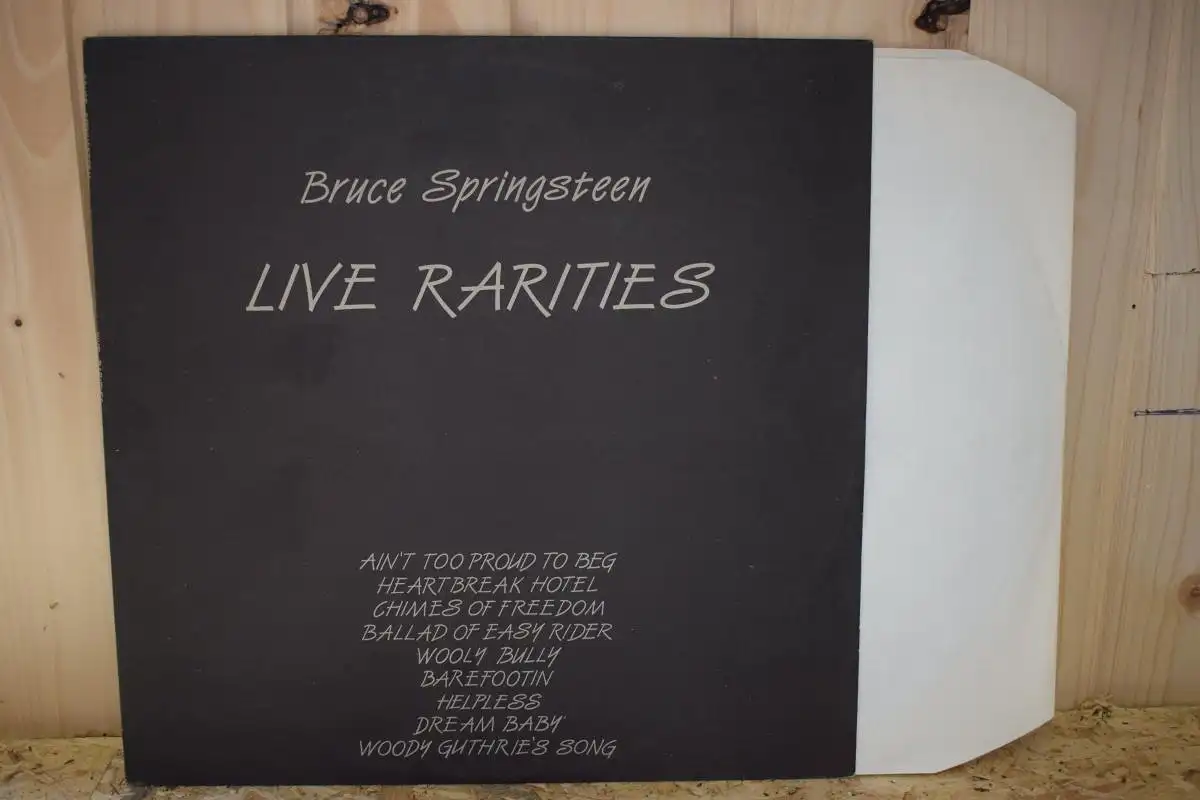 Bruce Springsteen
LIVE RARITIES
AIN'T TOO PROUD TO BEG
HEARTBREAK HOTEL
CHIMES OF FREEDOM
BALLAD OF EASY RIDER
WOOLY BULLY
BAREFOOTIN
HELPLESS
DREAM BABY
WOODY GUTHRIE'S SONG